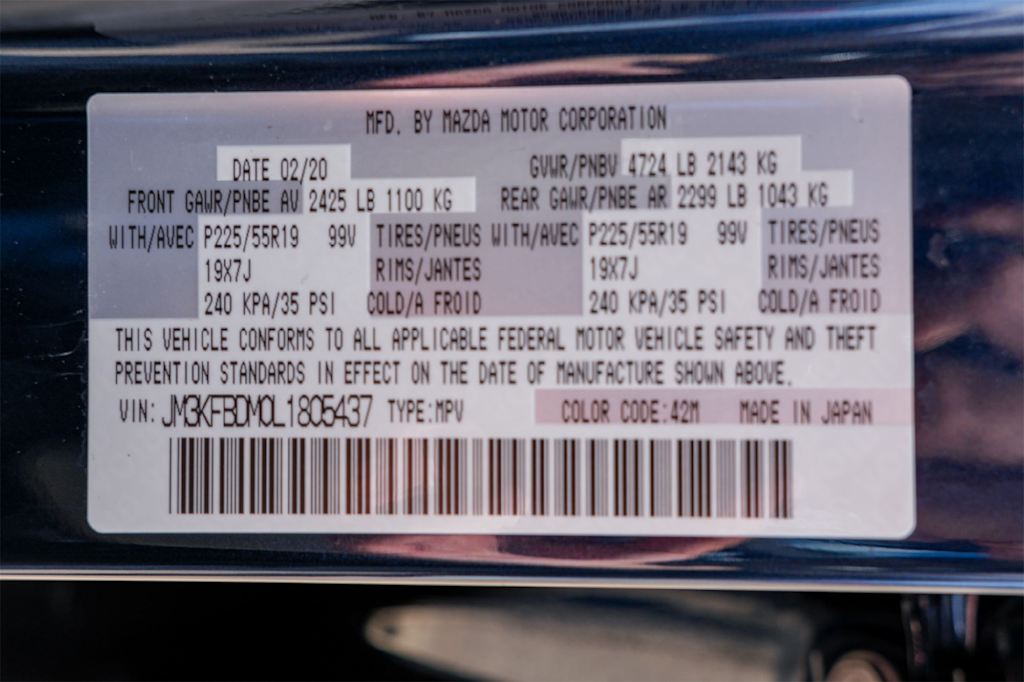 MFD. BY MAZDA MOTOR CORPORATION
DATE 02/20 GVWR/PNBV 4724 LB 2143 KG
FRONT GAWR/PNBE AV 2425 LB 1100 KG REAR GAWR/PNBE AR 2299 LB 1043 KG
WITH/AVEC P225/55R19 99V TIRES/PNEUS WITH/AVEC P225/55R19 99V TIRES/PNEUS
19X7J RIMS/JANTES 19X7J RIMS/JANTES
240 KPA/35 PSI COLD/A FROID 240 KPA/35 PSI COLD/A FROID
THIS VEHICLE CONFORMS TO ALL APPLICABLE FEDERAL MOTOR VEHICLE SAFETY AND THEFT
PREVENTION STANDARDS IN EFFECT ON THE DATE OF MANUFACTURE SHOWN ABOVE.
VIN: JM3KFBDM0L1805437 TYPE:MPV COLOR CODE:42M MADE IN JAPAN